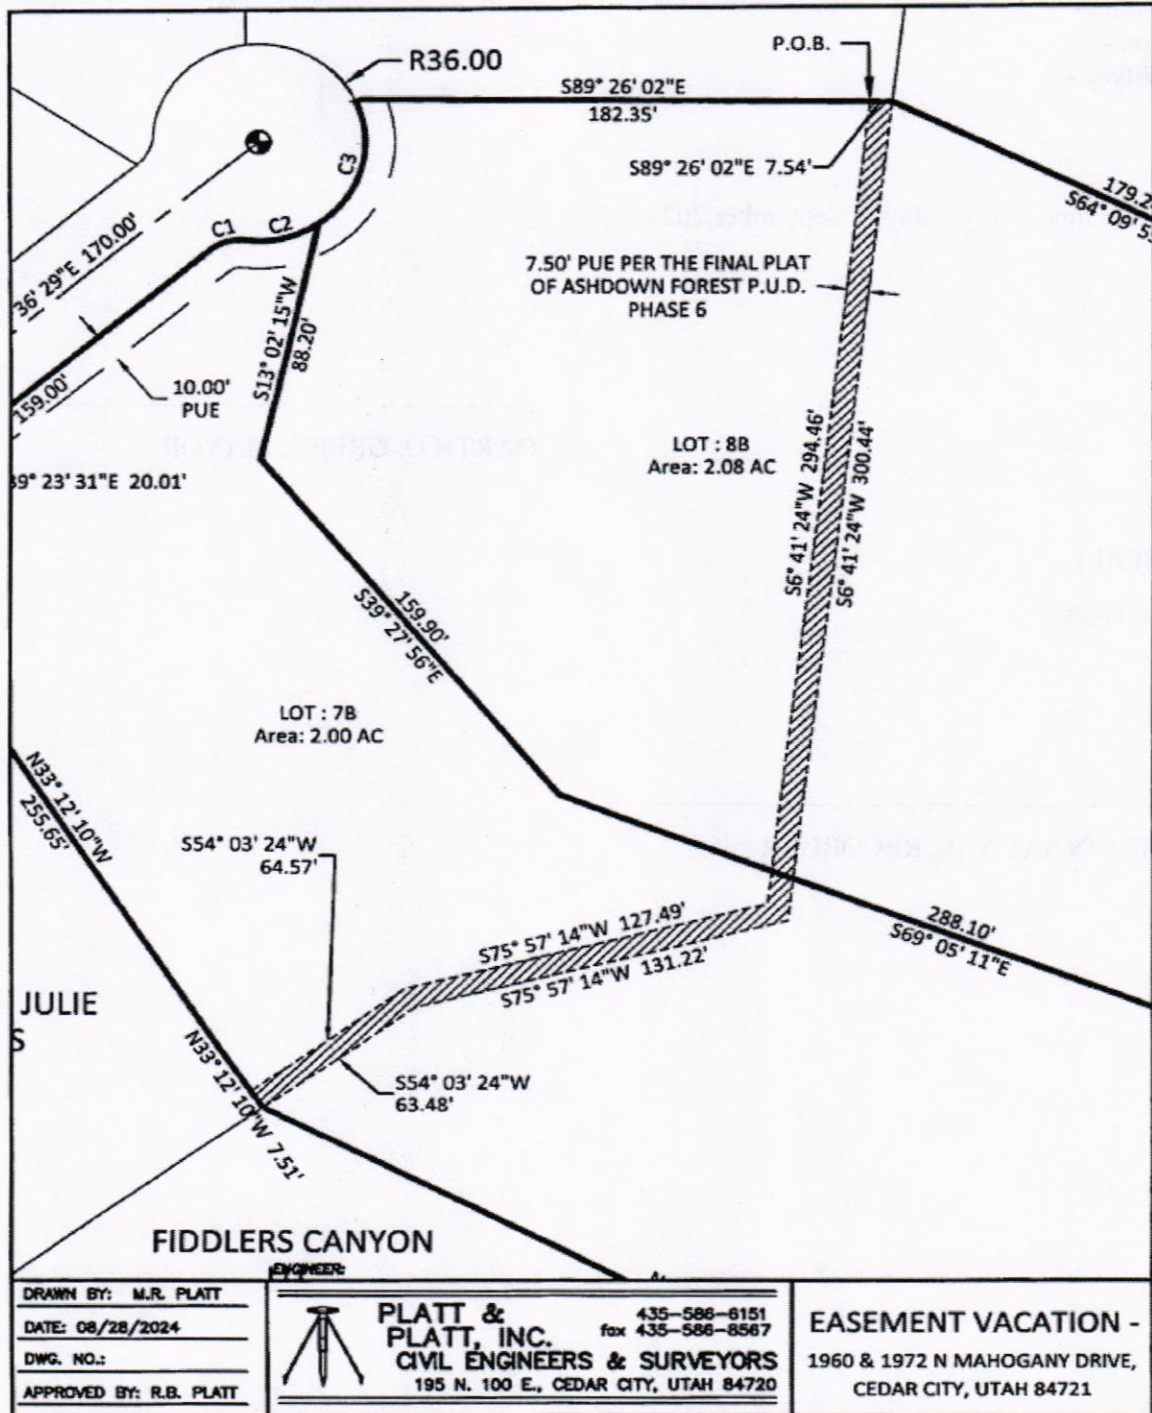 R36.00
P.O.B.
S89° 26' 02"E
182.35'
C3
S89° 26' 02"E 7.54'
179.2
S64° 09' 5
C1
C2
36' 29"E 170.00'
7.50' PUE PER THE FINAL PLAT
OF ASHDOWN FOREST P.U.D.
PHASE 6
S13° 02' 15"W
88.20'
159.00'
10.00'
PUE
LOT : 8B
Area: 2.08 AC
S6° 41' 24"W 294.46'
S6° 41' 24"W 300.44'
39° 23' 31"E 20.01'
159.90'
S39° 27' 56"E
LOT : 7B
Area: 2.00 AC
N33° 12' 10"W
255.65'
S54° 03' 24"W
64.57'
S75° 57' 14"W 127.49'
S75° 57' 14"W 131.22'
288.10'
S69° 05' 11"E
JULIE
S
N33° 12' 10"W 7.51'
S54° 03' 24"W
63.48'
FIDDLERS CANYON
DRAWN BY: M.R. PLATT
DATE: 08/28/2024
DWG. NO.:
APPROVED BY: R.B. PLATT
ENGINEER:
PLATT &
PLATT, INC.
435-586-6151
fax 435-586-8567
CIVIL ENGINEERS & SURVEYORS
195 N. 100 E., CEDAR CITY, UTAH 84720
EASEMENT VACATION -
1960 & 1972 N MAHOGANY DRIVE,
CEDAR CITY, UTAH 84721